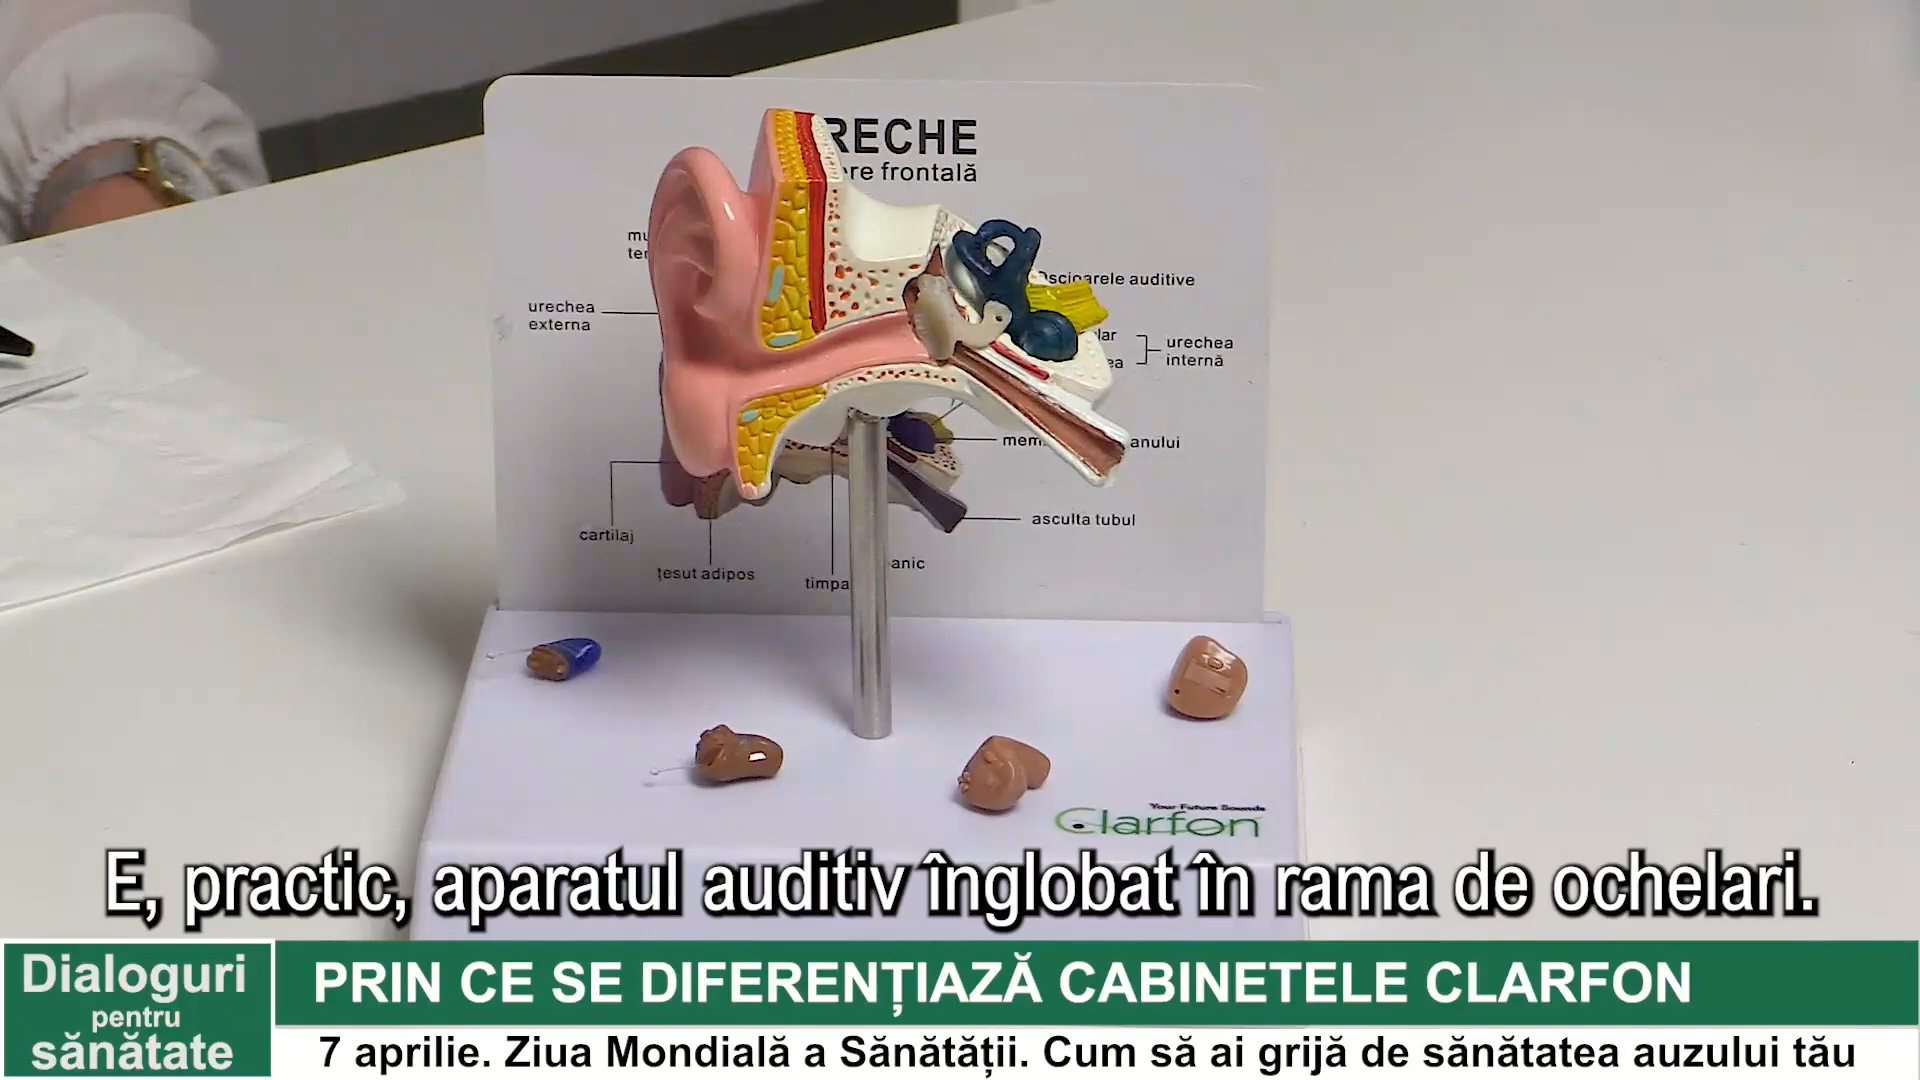 RECHE
ere frontală
Oscioarele auditive
urechea
externa
urechea
internă
anului
asculta tubul
cartilaj
țesut adipos
anic
timpa
Your Future Sounds
Clarfon
E, practic, aparatul auditiv înglobat în rama de ochelari.
Dialoguri
pentru
sănătate
PRIN CE SE DIFERENȚIAZĂ CABINETELE CLARFON
7 aprilie. Ziua Mondială a Sănătății. Cum să ai grijă de sănătatea auzului tău